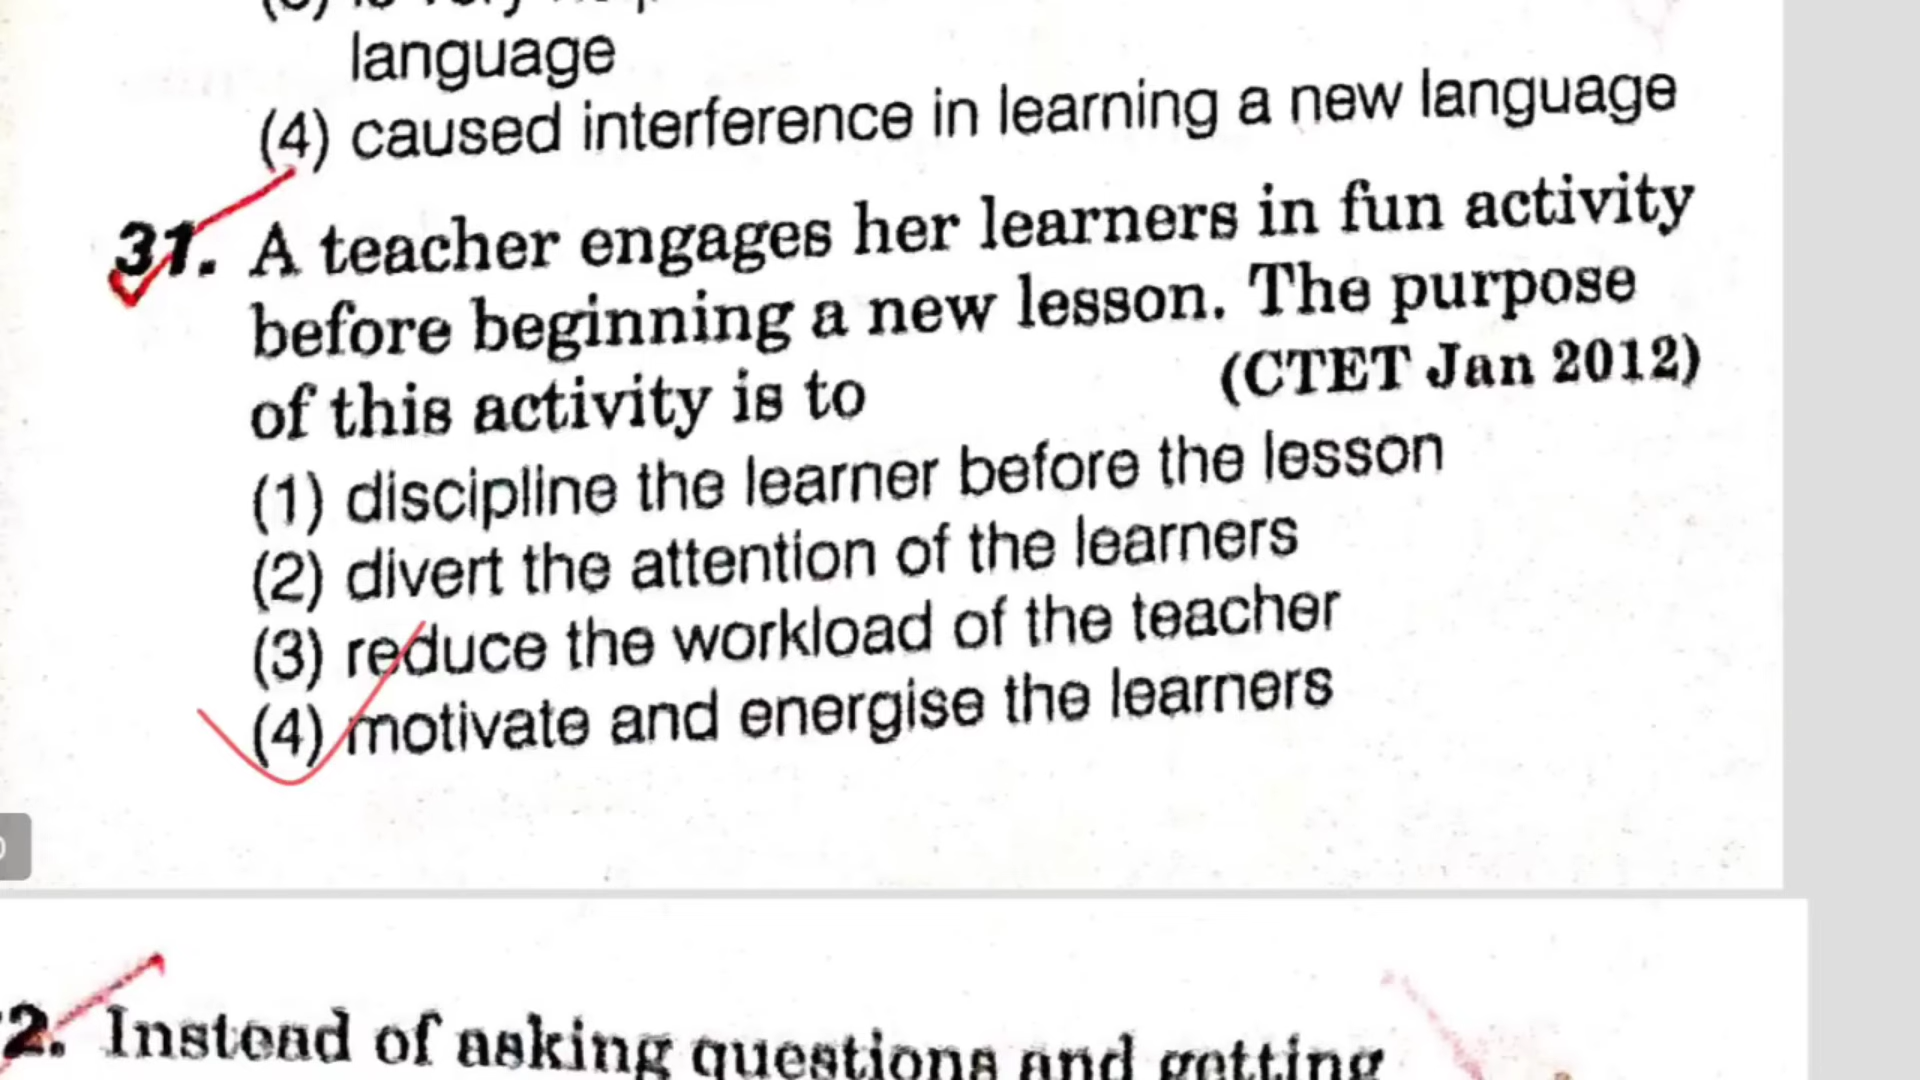 language
(4) caused interference in learning a new language
31. A teacher engages her learners in fun activity
before beginning a new lesson. The purpose
of this activity is to (CTET Jan 2012)
(1) discipline the learner before the lesson
(2) divert the attention of the learners
(3) reduce the workload of the teacher
(4) motivate and energise the learners
2. Instead of asking questions and getting